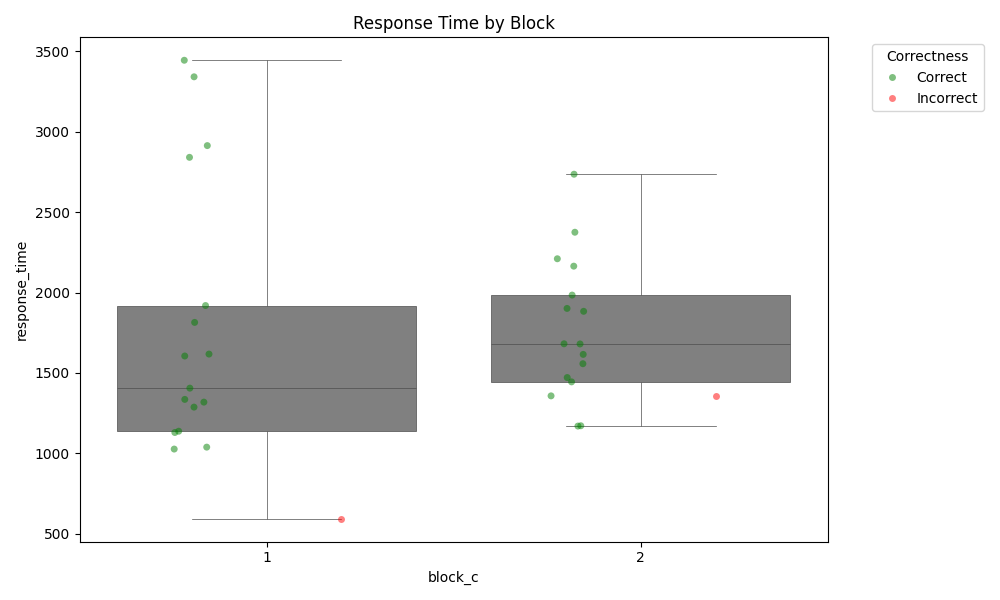 Response Time by Block
Correctness
Correct
Incorrect
response_time
3500
3000
2500
2000
1500
1000
500
1
2
block_c